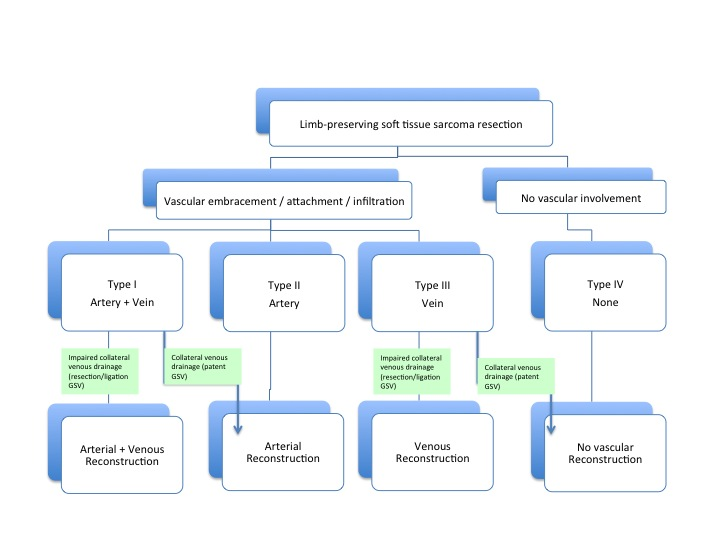 Limb-preserving soft tissue sarcoma resection
Vascular embracement / attachment / infiltration
No vascular involvement
Type I
Artery + Vein
Type II
Artery
Type III
Vein
Type IV
None
Impaired collateral
venous drainage
(resection/ligation
GSV)
Collateral venous
drainage (patent
GSV)
Impaired collateral
venous drainage
(resection/ligation
GSV)
Collateral venous
drainage (patent
GSV)
Arterial + Venous
Reconstruction
Arterial
Reconstruction
Venous
Reconstruction
No vascular
Reconstruction